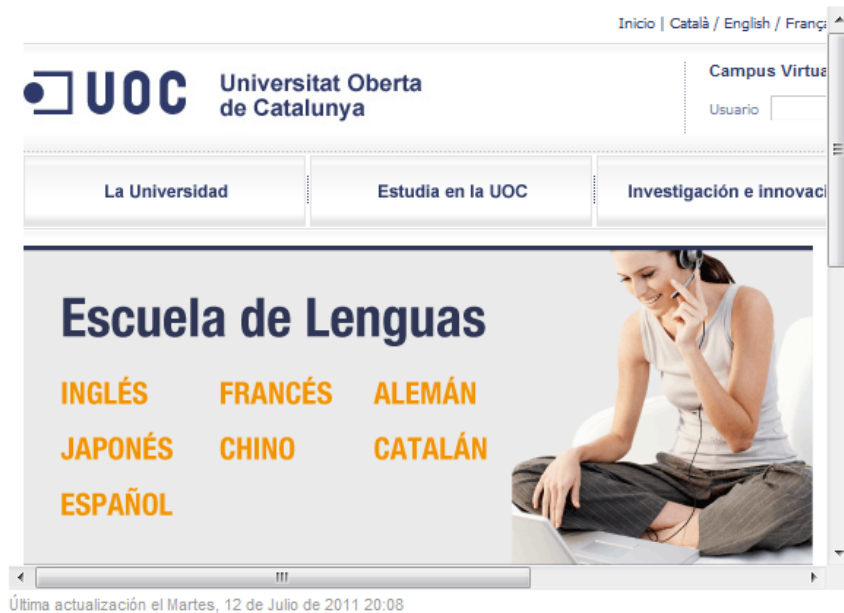 Inicio | Català / English / França
UOC Universitat Oberta
de Catalunya
Campus Virtua
Usuario
La Universidad Estudia en la UOC Investigación e innovaci
Escuela de Lenguas
INGLÉS FRANCÉS ALEMÁN
JAPONÉS CHINO CATALÁN
ESPAÑOL
Última actualización el Martes, 12 de Julio de 2011 20:08